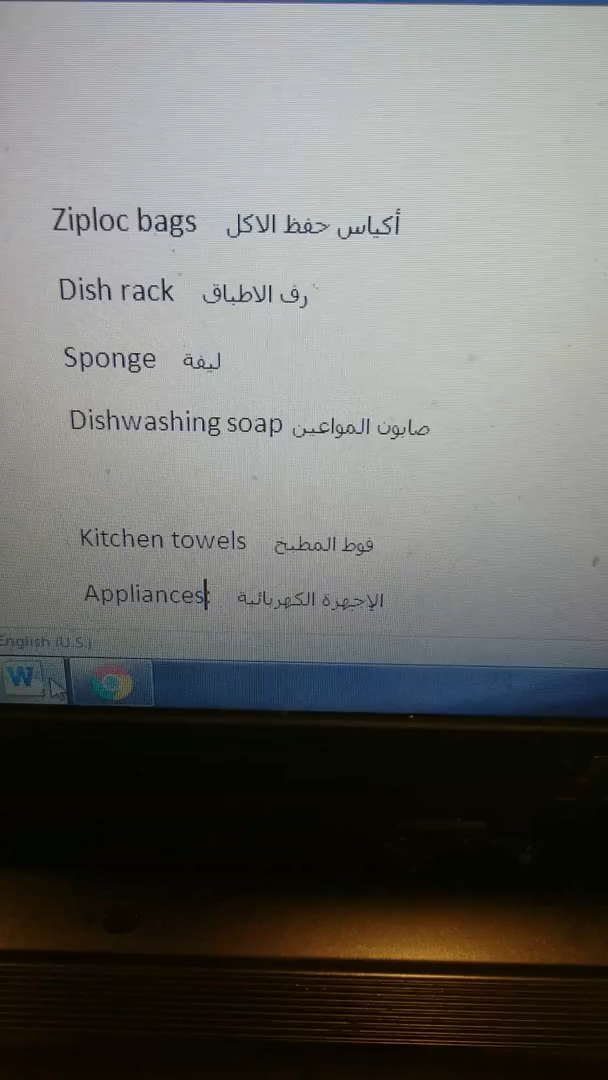 Ziploc bags أكياس حفظ الاكل
Dish rack رف الاطباق
Sponge ليفة
Dishwashing soap صابون المواعين
Kitchen towels فوط المطبخ
Appliances: الإجهزة الكهربائية
English (U.S.)
W